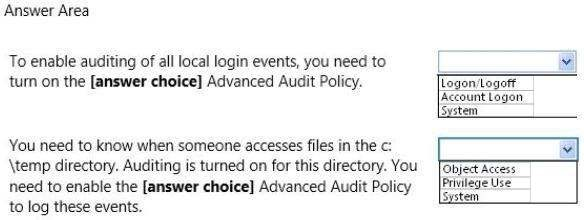 Answer Area
To enable auditing of all local login events, you need to
turn on the [answer choice] Advanced Audit Policy.
Logon/Logoff
Account Logon
System
You need to know when someone accesses files in the c:
\temp directory. Auditing is turned on for this directory. You
need to enable the [answer choice] Advanced Audit Policy
to log these events.
Object Access
Privilege Use
System